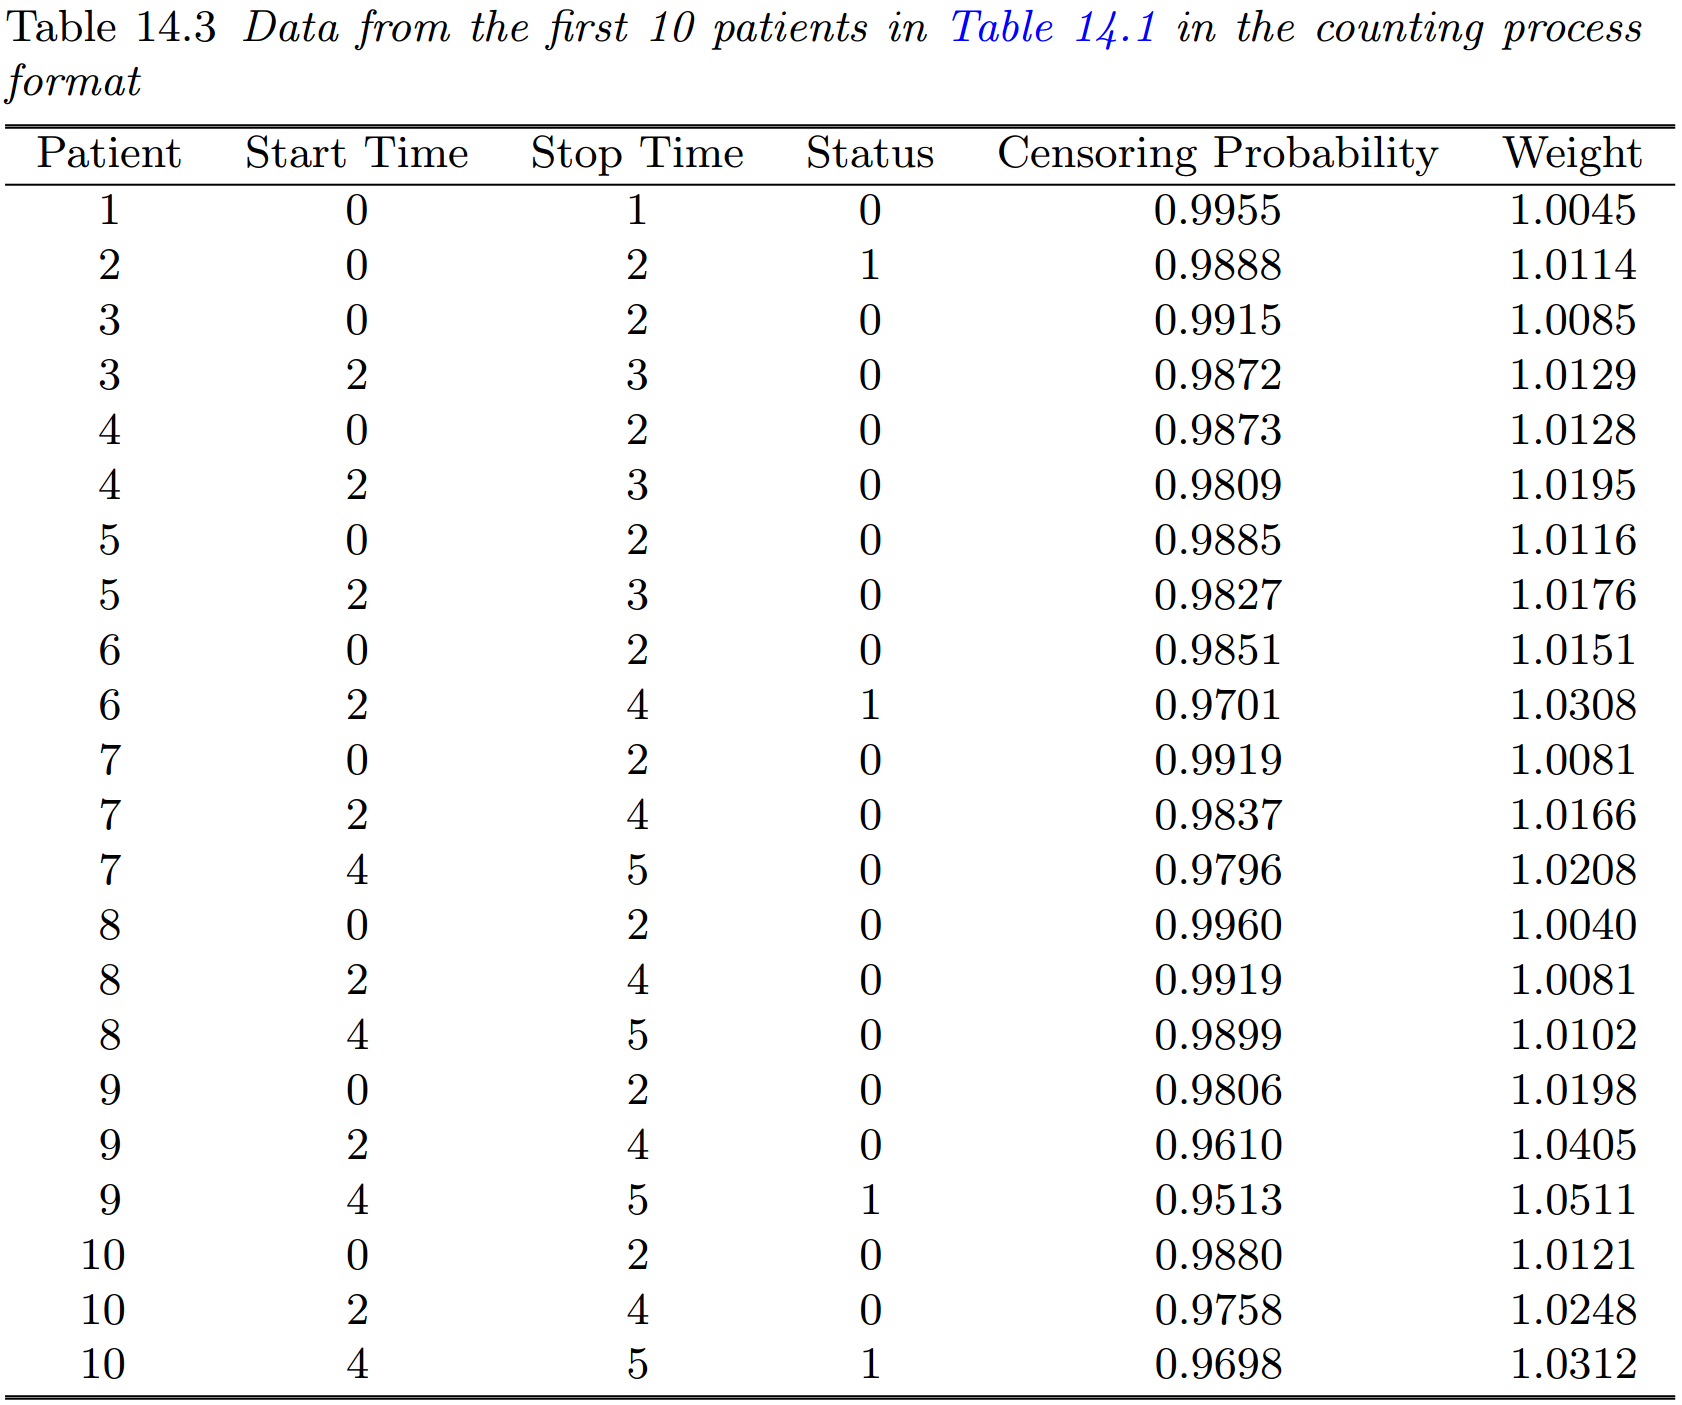 Table 14.3 Data from the first 10 patients in Table 14.1 in the counting process
format
Patient Start Time Stop Time Status Censoring Probability Weight
1 0 1 0 0.9955 1.0045
2 0 2 1 0.9888 1.0114
3 0 2 0 0.9915 1.0085
3 2 3 0 0.9872 1.0129
4 0 2 0 0.9873 1.0128
4 2 3 0 0.9809 1.0195
5 0 2 0 0.9885 1.0116
5 2 3 0 0.9827 1.0176
6 0 2 0 0.9851 1.0151
6 2 4 1 0.9701 1.0308
7 0 2 0 0.9919 1.0081
7 2 4 0 0.9837 1.0166
7 4 5 0 0.9796 1.0208
8 0 2 0 0.9960 1.0040
8 2 4 0 0.9919 1.0081
8 4 5 0 0.9899 1.0102
9 0 2 0 0.9806 1.0198
9 2 4 0 0.9610 1.0405
9 4 5 1 0.9513 1.0511
10 0 2 0 0.9880 1.0121
10 2 4 0 0.9758 1.0248
10 4 5 1 0.9698 1.0312